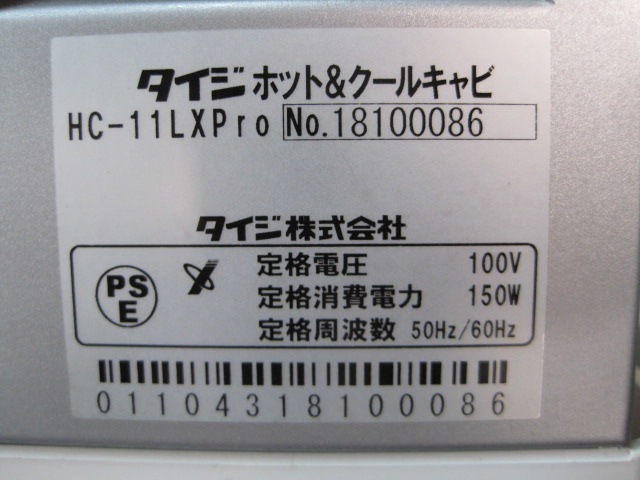 タイジ ホット&クールキャビ
HC-11LXPro No.18100086
タイジ株式会社
PS
E
定格電圧 100V
定格消費電力 150W
定格周波数 50Hz/60Hz
01104318100086